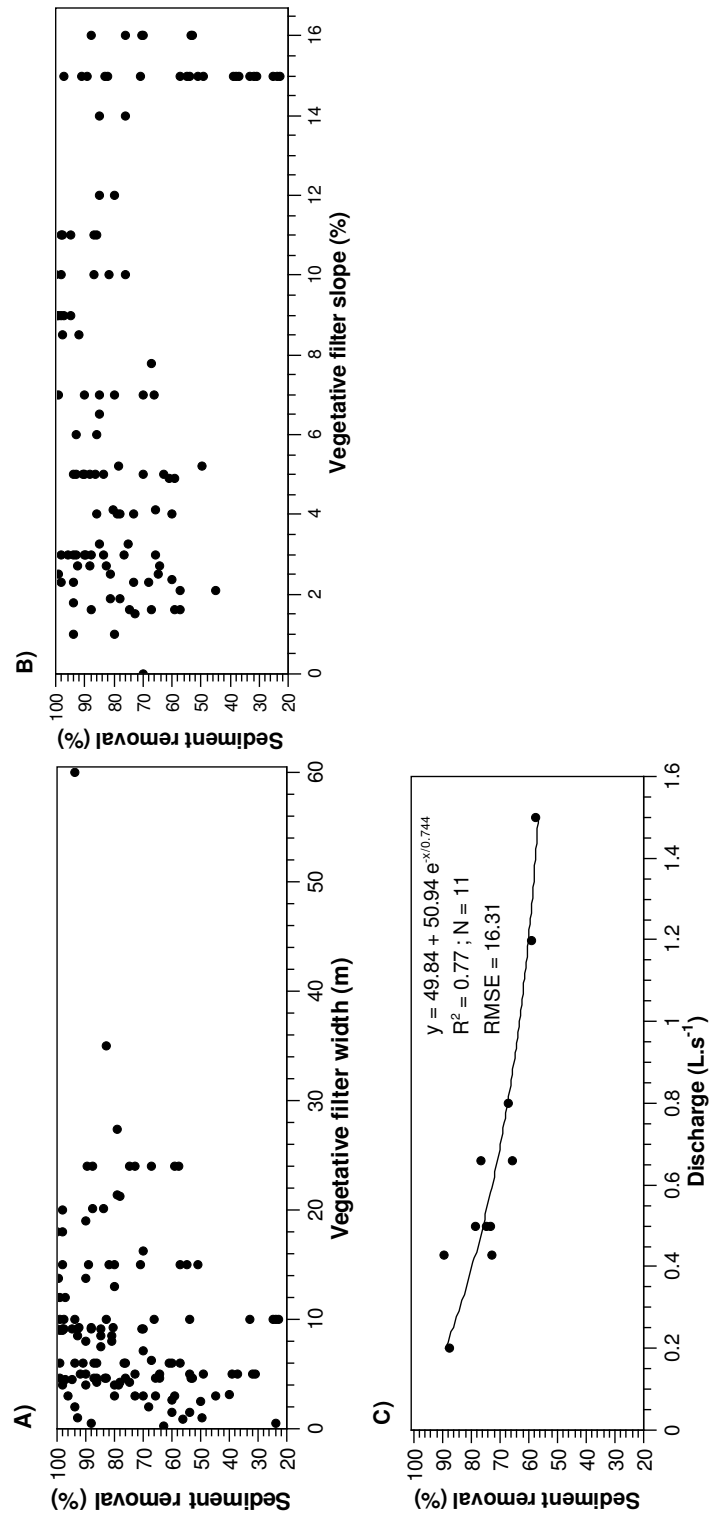 A)
Sediment removal (%)
100 90 80 70 60 50 40 30 20
0 10 20 30 40 50 60
Vegetative filter width (m)
B)
Sediment removal (%)
100 90 80 70 60 50 40 30 20
0 2 4 6 8 10 12 14 16
Vegetative filter slope (%)
C)
Sediment removal (%)
100 90 80 70 60 50 40 30 20
y = 49.84 + 50.94 e^-x/0.744
R² = 0.77 ; N = 11
RMSE = 16.31
0 0.2 0.4 0.6 0.8 1 1.2 1.4 1.6
Discharge (L.s⁻¹)